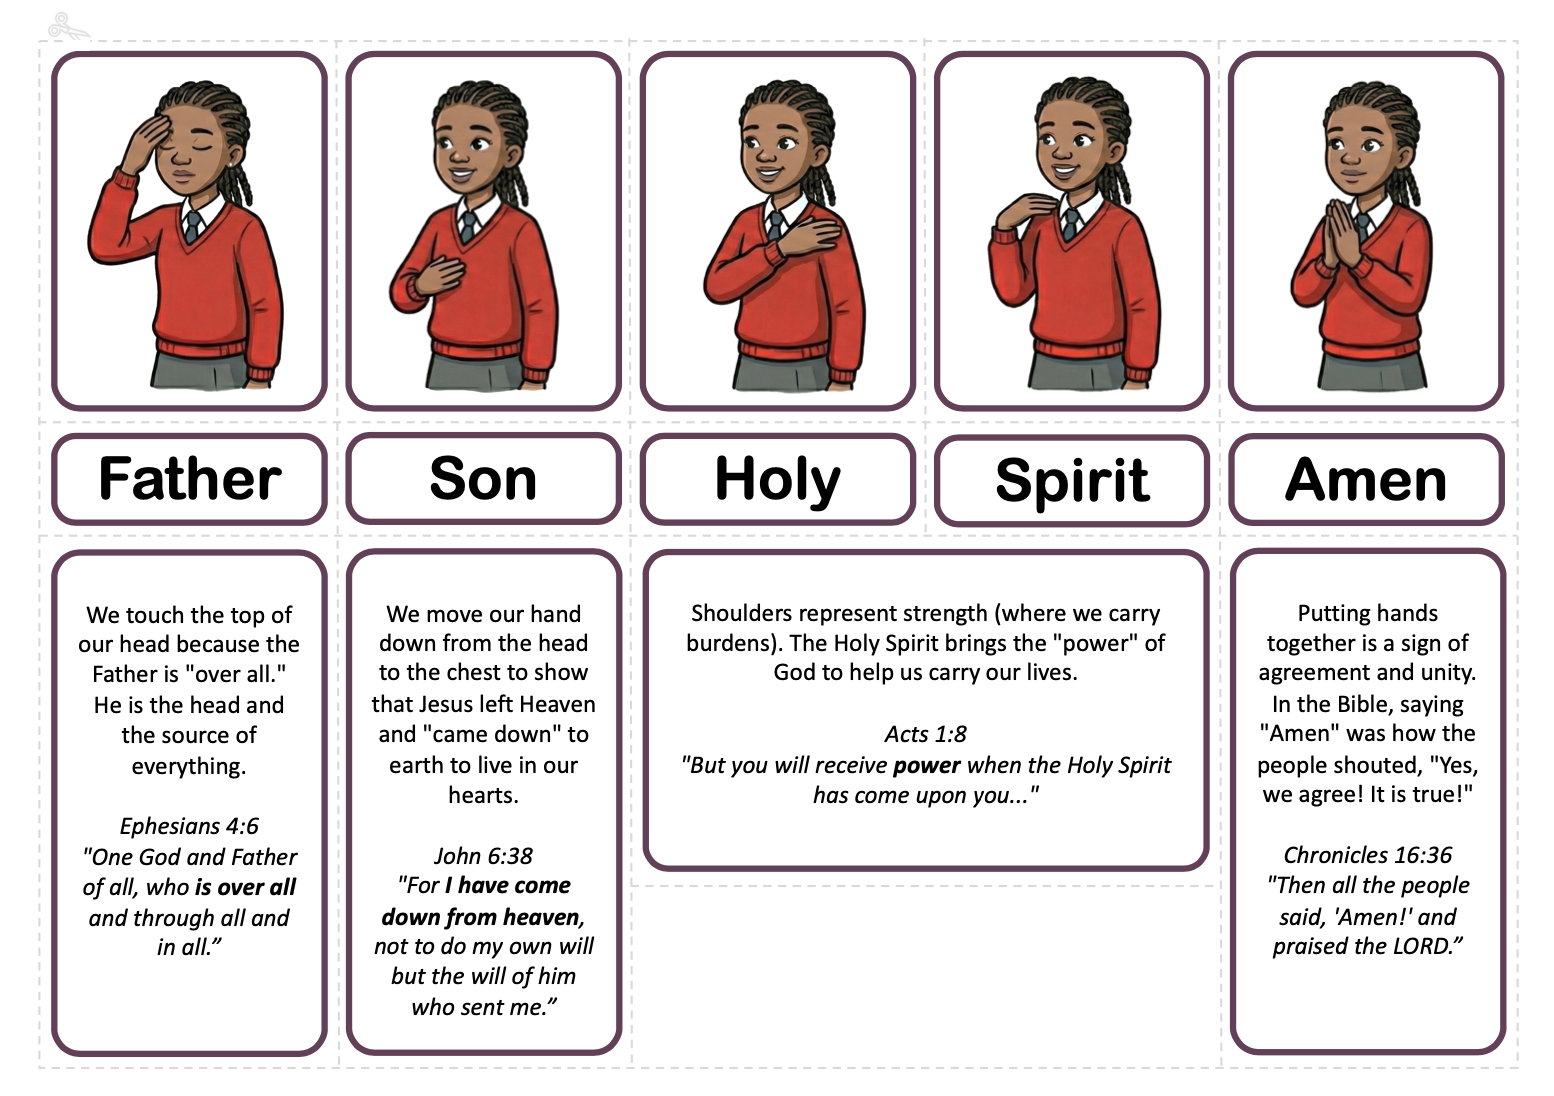 Father
Son
Holy
Spirit
Amen
We touch the top of
our head because the
Father is "over all."
He is the head and
the source of
everything.
Ephesians 4:6
"One God and Father
of all, who is over all
and through all and
in all.”
We move our hand
down from the head
to the chest to show
that Jesus left Heaven
and "came down" to
earth to live in our
hearts.
John 6:38
"For I have come
down from heaven,
not to do my own will
but the will of him
who sent me.”
Shoulders represent strength (where we carry
burdens). The Holy Spirit brings the "power" of
God to help us carry our lives.
Acts 1:8
"But you will receive power when the Holy Spirit
has come upon you..."
Putting hands
together is a sign of
agreement and unity.
In the Bible, saying
"Amen" was how the
people shouted, "Yes,
we agree! It is true!"
Chronicles 16:36
"Then all the people
said, 'Amen!' and
praised the LORD.”